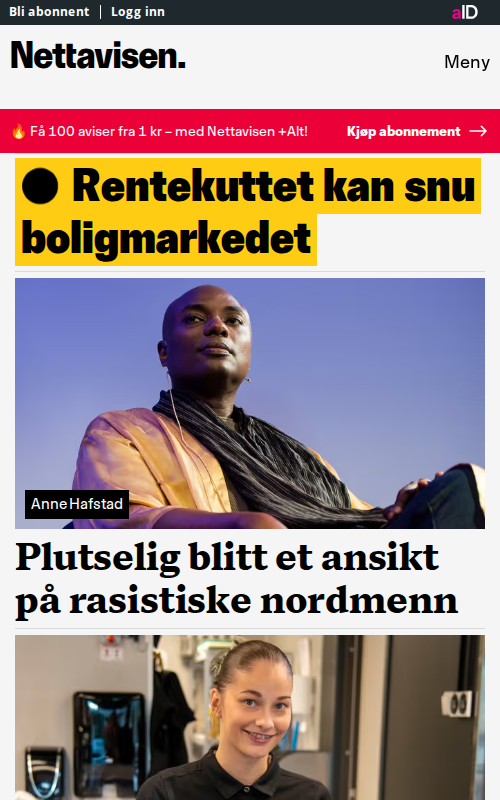 Bli abonnent | Logg inn
aID
Nettavisen.
Meny
🔥 Få 100 aviser fra 1 kr – med Nettavisen +Alt!
Kjøp abonnement →
Rentekuttet kan snu
boligmarkedet
Anne Hafstad
Plutselig blitt et ansikt
på rasistiske nordmenn